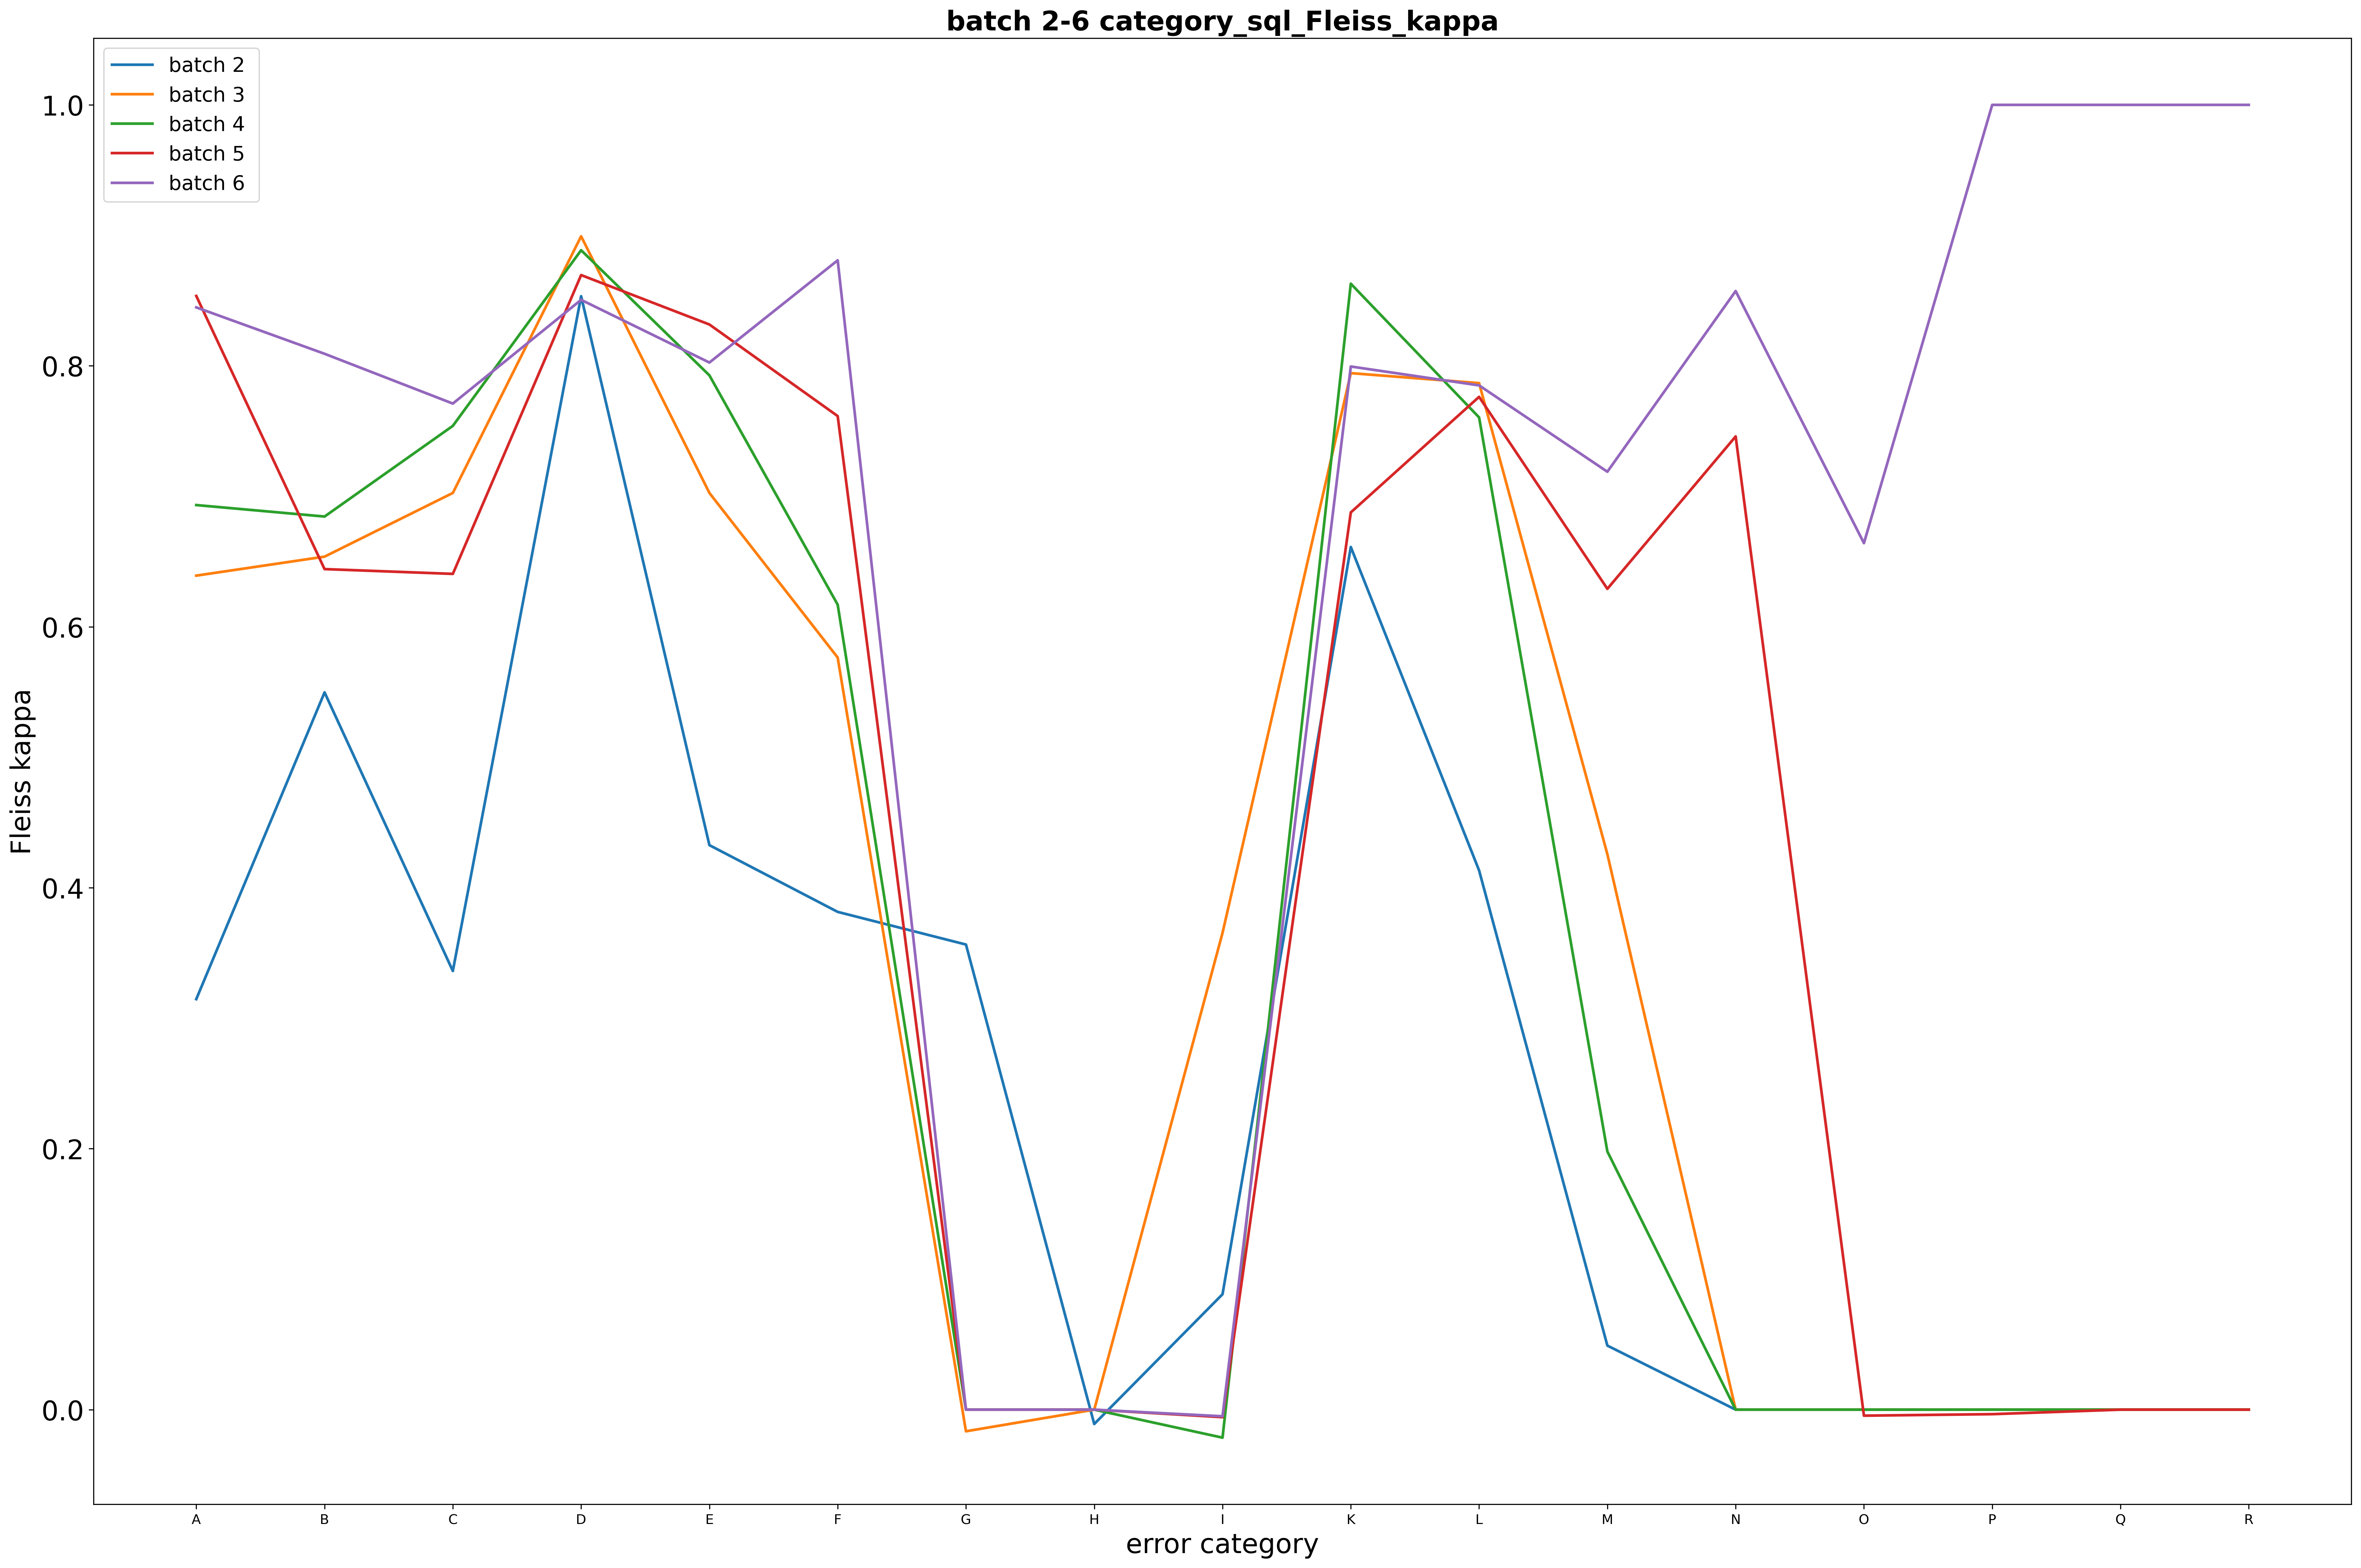 batch 2-6 category_sql_Fleiss_kappa
batch 2
batch 3
batch 4
batch 5
batch 6
1.0
0.8
0.6
0.4
0.2
0.0
Fleiss kappa
A B C D E F G H I K L M N O P Q R
error category